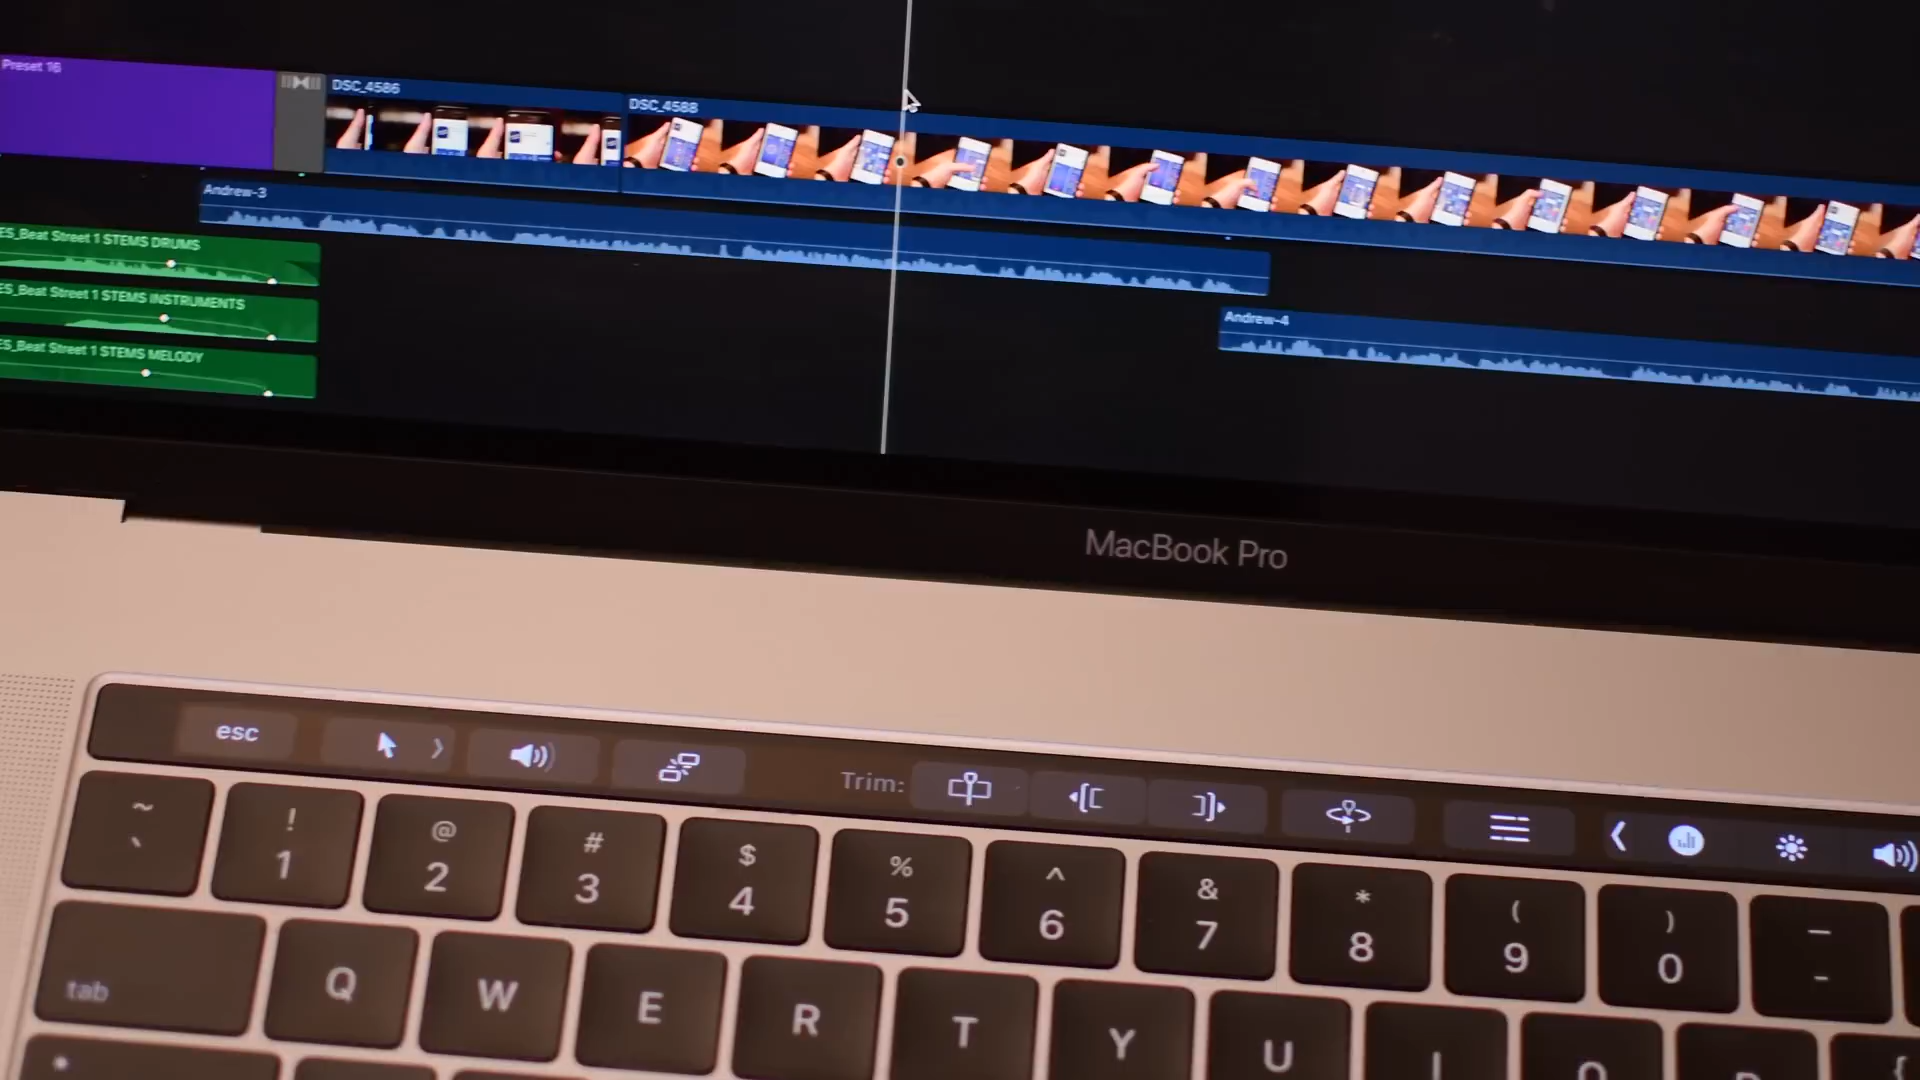 Preset 16
DSC_4586
DSC_4588
Andrew-3
ES_Beat Street 1 STEMS DRUMS
ES_Beat Street 1 STEMS INSTRUMENTS
ES_Beat Street 1 STEMS MELODY
Andrew-4
MacBook Pro
esc
Trim:
~ ! @ # $ % ^ & * ( ) —
` 1 2 3 4 5 6 7 8 9 0 -
tab Q W E R T Y U I O P {